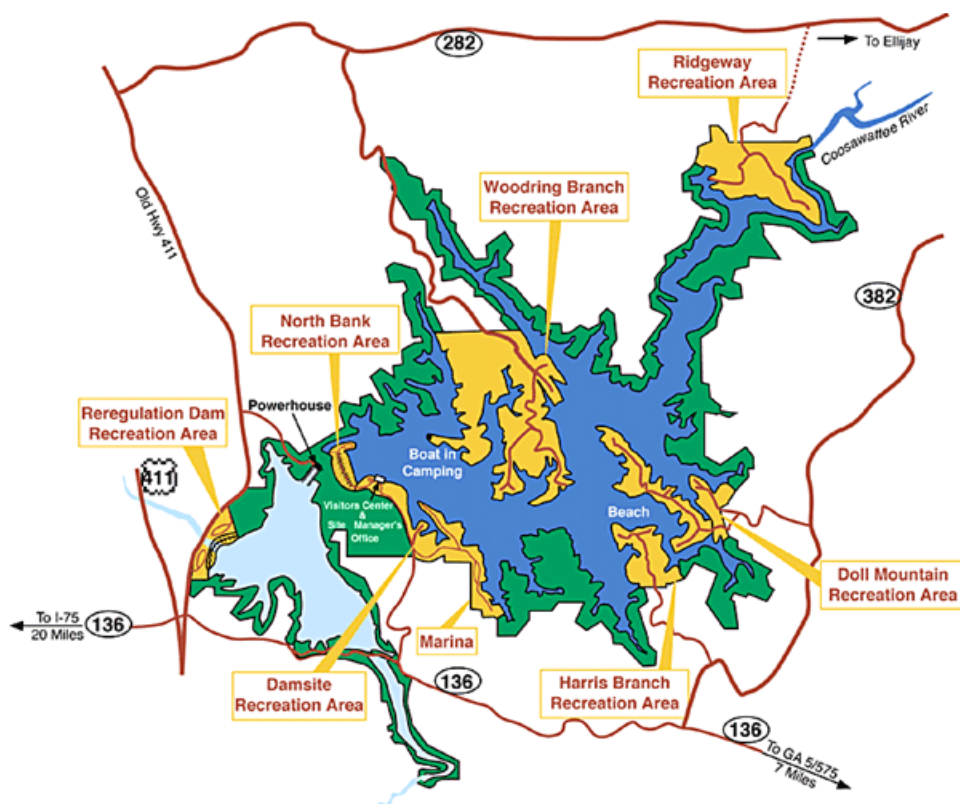 282
To Ellijay
Ridgeway
Recreation Area
Coosawattee River
Woodring Branch
Recreation Area
Old Hwy 411
382
North Bank
Recreation Area
Powerhouse
Reregulation Dam
Recreation Area
Boat in
Camping
411
Visitors Center
&
Site Manager's
Office
Beach
Doll Mountain
Recreation Area
To I-75
20 Miles
136
Marina
Damsite
Recreation Area
136
Harris Branch
Recreation Area
136
To GA 5/575
7 Miles